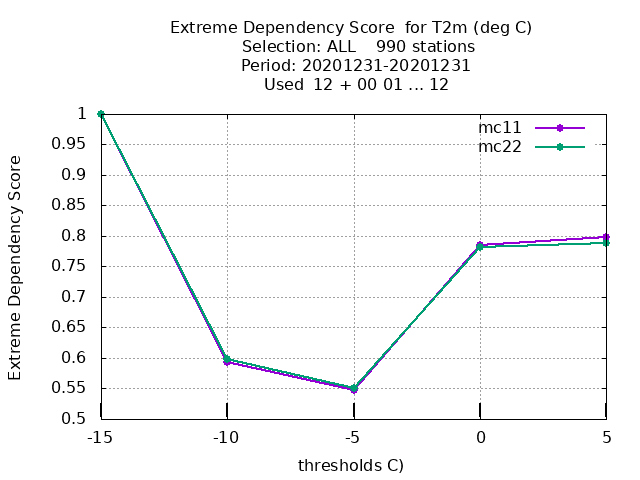 Extreme Dependency Score  for T2m (deg C)
Selection: ALL    990 stations
Period: 20201231-20201231
Used  12 + 00 01 ... 12
mc11
mc22
1
0.95
0.9
0.85
0.8
0.75
0.7
0.65
0.6
0.55
0.5
Extreme Dependency Score
-15
-10
-5
0
5
thresholds C)